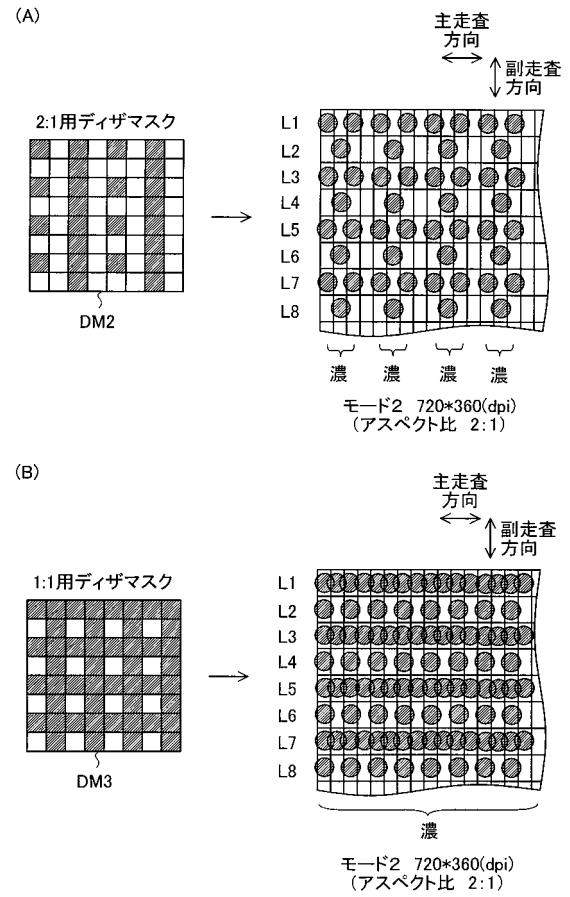 (A)
主走査
方向
副走査
方向
2:1用ディザマスク
L1
L2
L3
L4
L5
L6
L7
L8
DM2
濃 濃 濃 濃
モード2 720*360(dpi)
(アスペクト比 2:1)
(B)
主走査
方向
副走査
方向
1:1用ディザマスク
L1
L2
L3
L4
L5
L6
L7
L8
DM3
濃
モード2 720*360(dpi)
(アスペクト比 2:1)